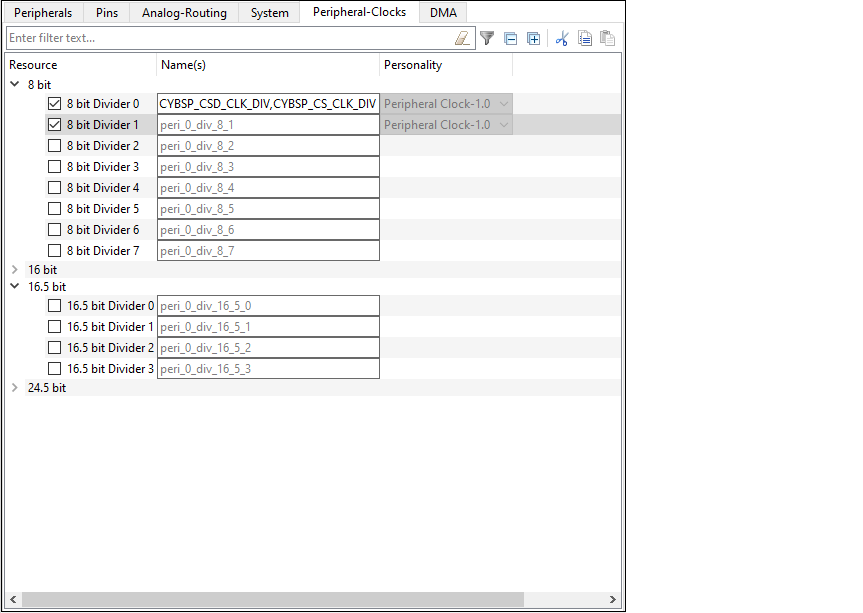 Peripherals Pins Analog-Routing System Peripheral-Clocks DMA
Enter filter text...
Resource Name(s) Personality
8 bit
8 bit Divider 0 CYBSP_CSD_CLK_DIV,CYBSP_CS_CLK_DIV Peripheral Clock-1.0
8 bit Divider 1 peri_0_div_8_1 Peripheral Clock-1.0
8 bit Divider 2 peri_0_div_8_2
8 bit Divider 3 peri_0_div_8_3
8 bit Divider 4 peri_0_div_8_4
8 bit Divider 5 peri_0_div_8_5
8 bit Divider 6 peri_0_div_8_6
8 bit Divider 7 peri_0_div_8_7
16 bit
16.5 bit
16.5 bit Divider 0 peri_0_div_16_5_0
16.5 bit Divider 1 peri_0_div_16_5_1
16.5 bit Divider 2 peri_0_div_16_5_2
16.5 bit Divider 3 peri_0_div_16_5_3
24.5 bit